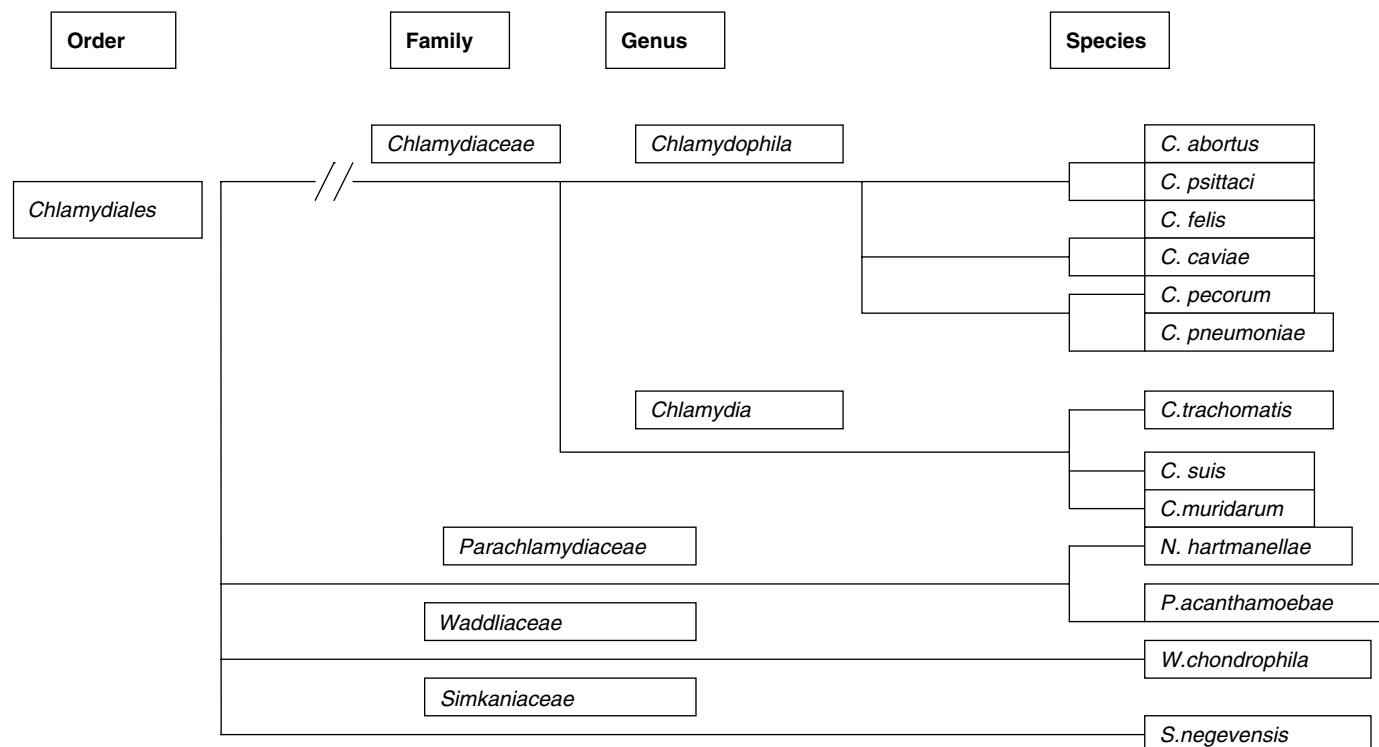 Order
Family
Genus
Species
Chlamydiaceae
Chlamydophila
C. abortus
Chlamydiales
C. psittaci
C. felis
C. caviae
C. pecorum
C. pneumoniae
Chlamydia
C.trachomatis
C. suis
C.muridarum
Parachlamydiaceae
N. hartmanellae
Waddliaceae
P.acanthamoebae
W.chondrophila
Simkaniaceae
S.negevensis